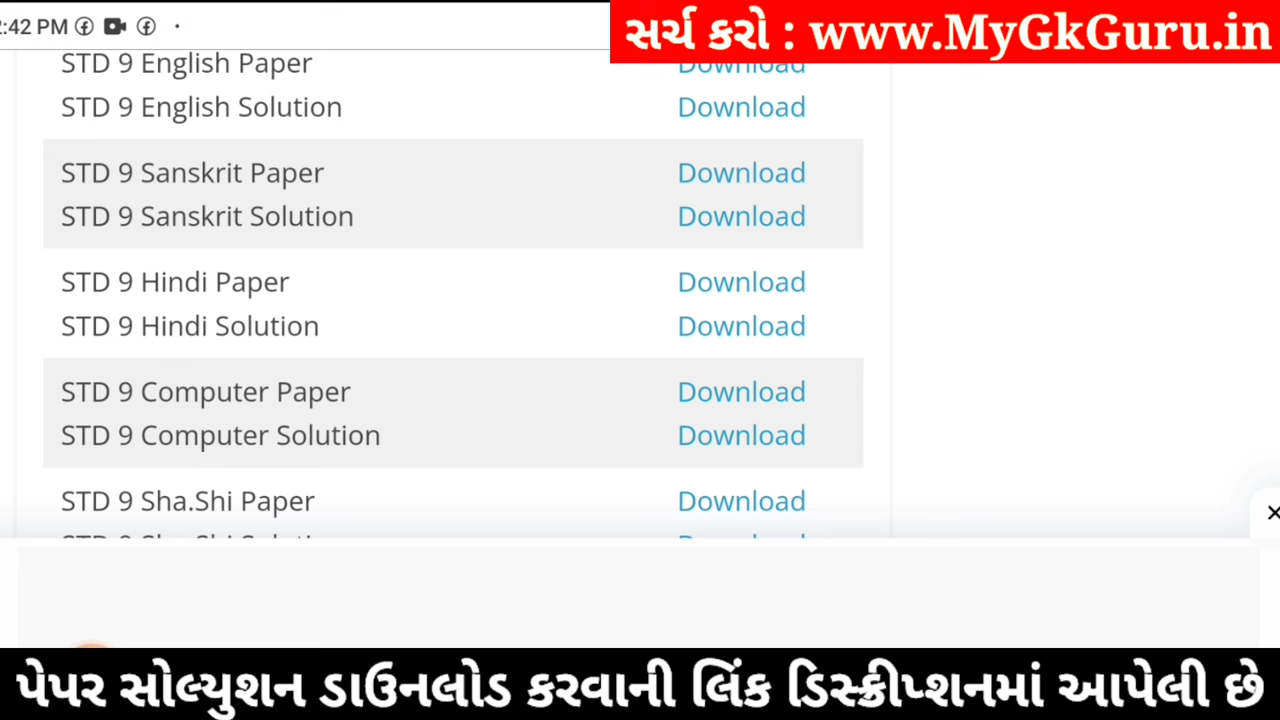 :42 PM
સર્ચ કરો : www.MyGkGuru.in
STD 9 English Paper Download
STD 9 English Solution Download
STD 9 Sanskrit Paper Download
STD 9 Sanskrit Solution Download
STD 9 Hindi Paper Download
STD 9 Hindi Solution Download
STD 9 Computer Paper Download
STD 9 Computer Solution Download
STD 9 Sha.Shi Paper Download
પેપર સોલ્યુશન ડાઉનલોડ કરવાની લિંક ડિસ્ક્રીપ્શનમાં આપેલી છે